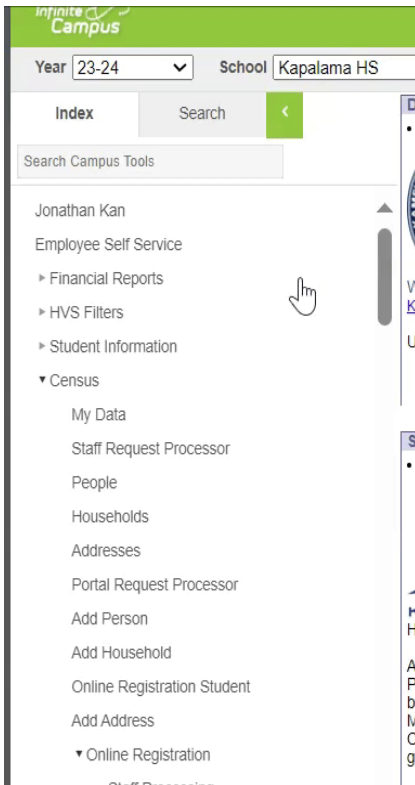 Infinite
Campus
Year 23-24 School Kapalama HS
Index Search
Search Campus Tools
Jonathan Kan
Employee Self Service
Financial Reports
HVS Filters
Student Information
Census
My Data
Staff Request Processor
People
Households
Addresses
Portal Request Processor
Add Person
Add Household
Online Registration Student
Add Address
Online Registration
Staff Processing